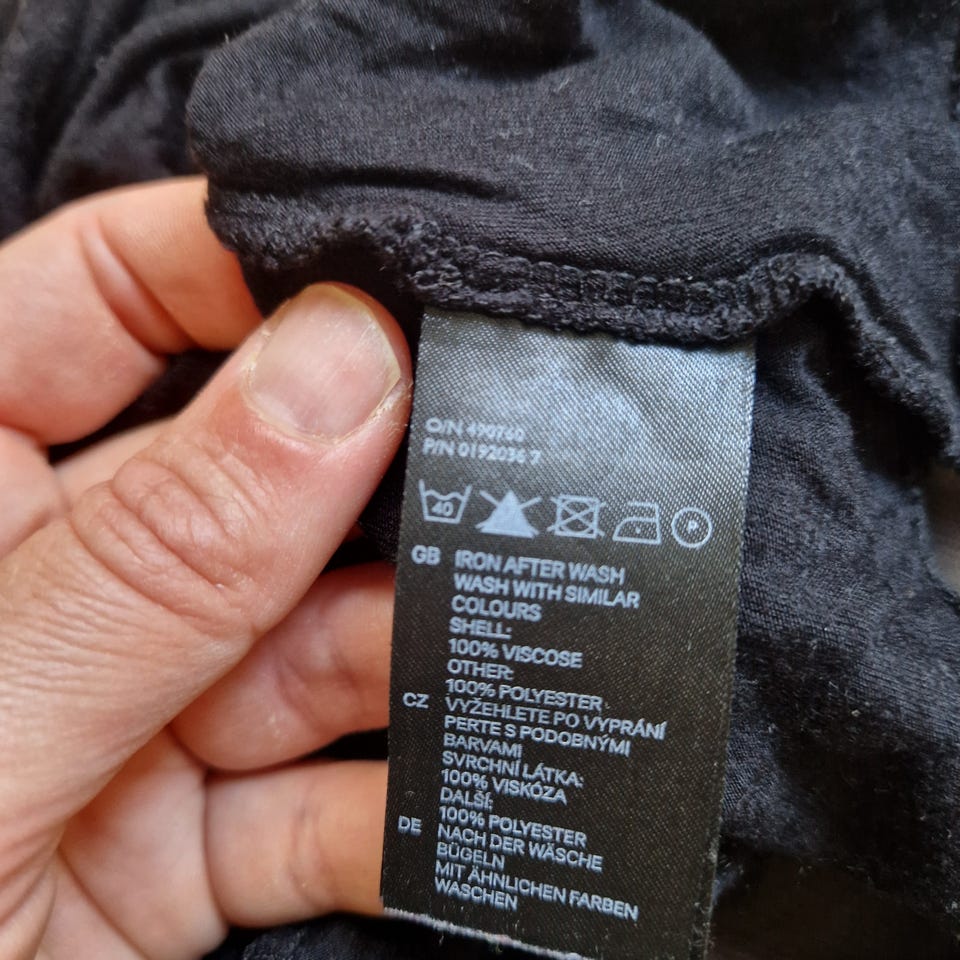 O/N 490760
P/N 0192036 7
40 P
GB IRON AFTER WASH
WASH WITH SIMILAR
COLOURS
SHELL:
100% VISCOSE
OTHER:
100% POLYESTER
CZ VYŽEHLETE PO VYPRÁNÍ
PERTE S PODOBNÝMI
BARVAMI
SVRCHNÍ LÁTKA:
100% VISKÓZA
DALŠÍ:
100% POLYESTER
DE NACH DER WÄSCHE
BÜGELN
MIT ÄHNLICHEN FARBEN
WASCHEN